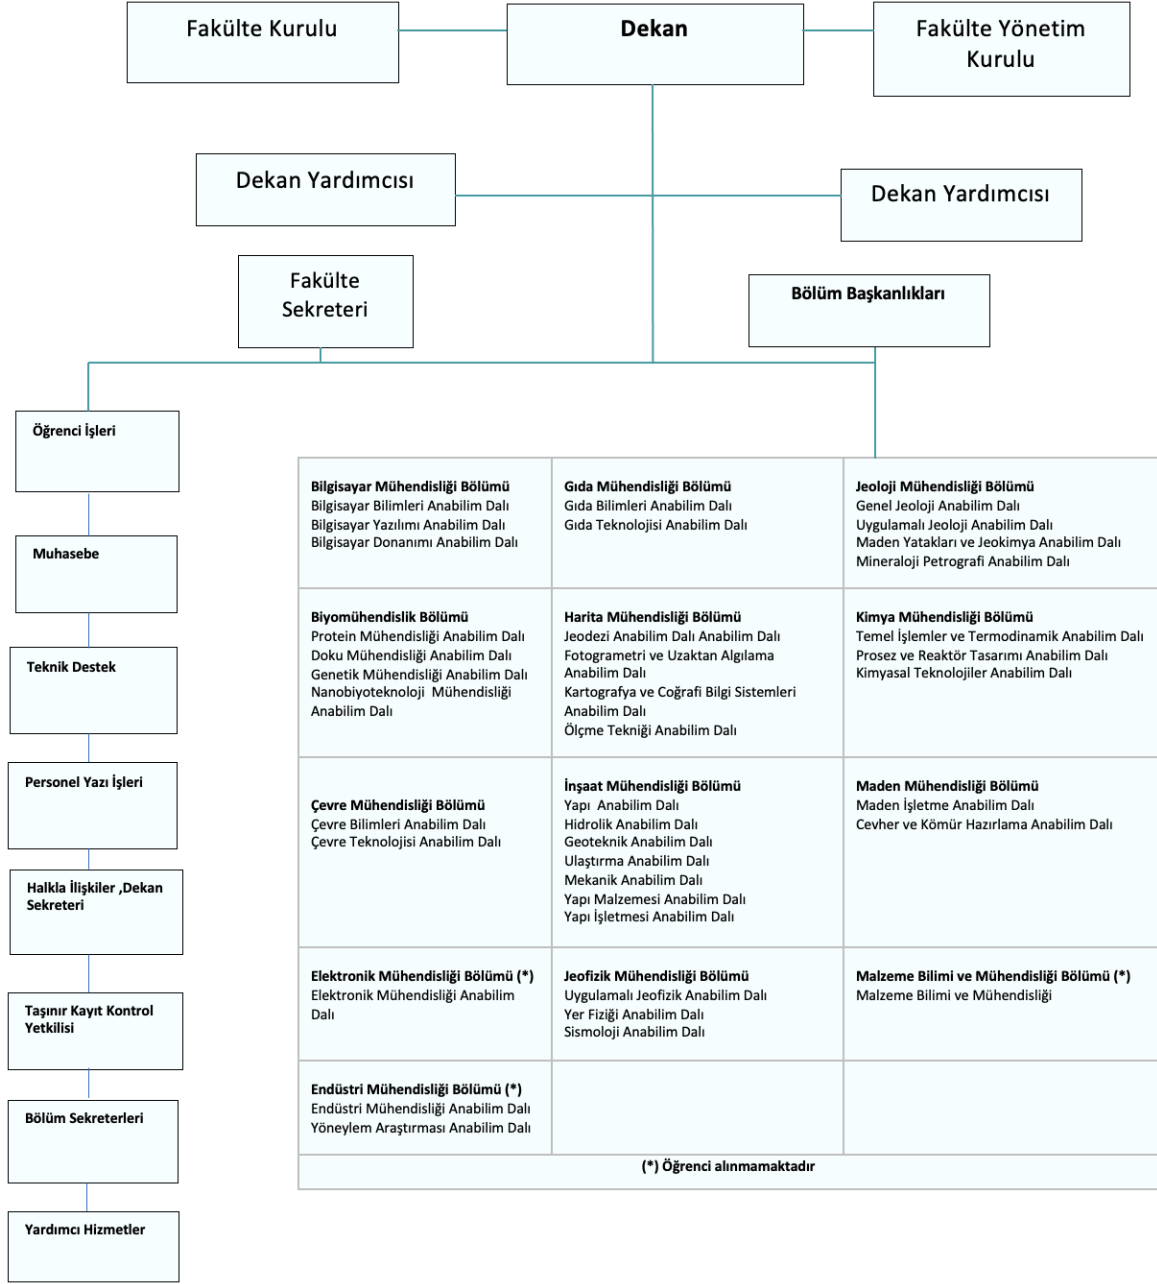 Fakülte Kurulu
Dekan
Fakülte Yönetim
Kurulu
Dekan Yardımcısı
Dekan Yardımcısı
Fakülte
Sekreteri
Bölüm Başkanlıkları
Öğrenci İşleri
Muhasebe
Teknik Destek
Personel Yazı İşleri
Halkla İlişkiler ,Dekan
Sekreteri
Taşınır Kayıt Kontrol
Yetkilisi
Bölüm Sekreterleri
Yardımcı Hizmetler
Bilgisayar Mühendisliği Bölümü
Bilgisayar Bilimleri Anabilim Dalı
Bilgisayar Yazılımı Anabilim Dalı
Bilgisayar Donanımı Anabilim Dalı
Gıda Mühendisliği Bölümü
Gıda Bilimleri Anabilim Dalı
Gıda Teknolojisi Anabilim Dalı
Jeoloji Mühendisliği Bölümü
Genel Jeoloji Anabilim Dalı
Uygulamalı Jeoloji Anabilim Dalı
Maden Yatakları ve Jeokimya Anabilim Dalı
Mineraloji Petrografi Anabilim Dalı
Biyomühendislik Bölümü
Protein Mühendisliği Anabilim Dalı
Doku Mühendisliği Anabilim Dalı
Genetik Mühendisliği Anabilim Dalı
Nanobiyoteknoloji  Mühendisliği
Anabilim Dalı
Harita Mühendisliği Bölümü
Jeodezi Anabilim Dalı Anabilim Dalı
Fotogrametri ve Uzaktan Algılama
Anabilim Dalı
Kartografya ve Coğrafi Bilgi Sistemleri
Anabilim Dalı
Ölçme Tekniği Anabilim Dalı
Kimya Mühendisliği Bölümü
Temel İşlemler ve Termodinamik Anabilim Dalı
Prosez ve Reaktör Tasarımı Anabilim Dalı
Kimyasal Teknolojiler Anabilim Dalı
Çevre Mühendisliği Bölümü
Çevre Bilimleri Anabilim Dalı
Çevre Teknolojisi Anabilim Dalı
İnşaat Mühendisliği Bölümü
Yapı  Anabilim Dalı
Hidrolik Anabilim Dalı
Geoteknik Anabilim Dalı
Ulaştırma Anabilim Dalı
Mekanik Anabilim Dalı
Yapı Malzemesi Anabilim Dalı
Yapı İşletmesi Anabilim Dalı
Maden Mühendisliği Bölümü
Maden İşletme Anabilim Dalı
Cevher ve Kömür Hazırlama Anabilim Dalı
Elektronik Mühendisliği Bölümü (*)
Elektronik Mühendisliği Anabilim
Dalı
Jeofizik Mühendisliği Bölümü
Uygulamalı Jeofizik Anabilim Dalı
Yer Fiziği Anabilim Dalı
Sismoloji Anabilim Dalı
Malzeme Bilimi ve Mühendisliği Bölümü (*)
Malzeme Bilimi ve Mühendisliği
Endüstri Mühendisliği Bölümü (*)
Endüstri Mühendisliği Anabilim Dalı
Yöneylem Araştırması Anabilim Dalı
(*) Öğrenci alınmamaktadır